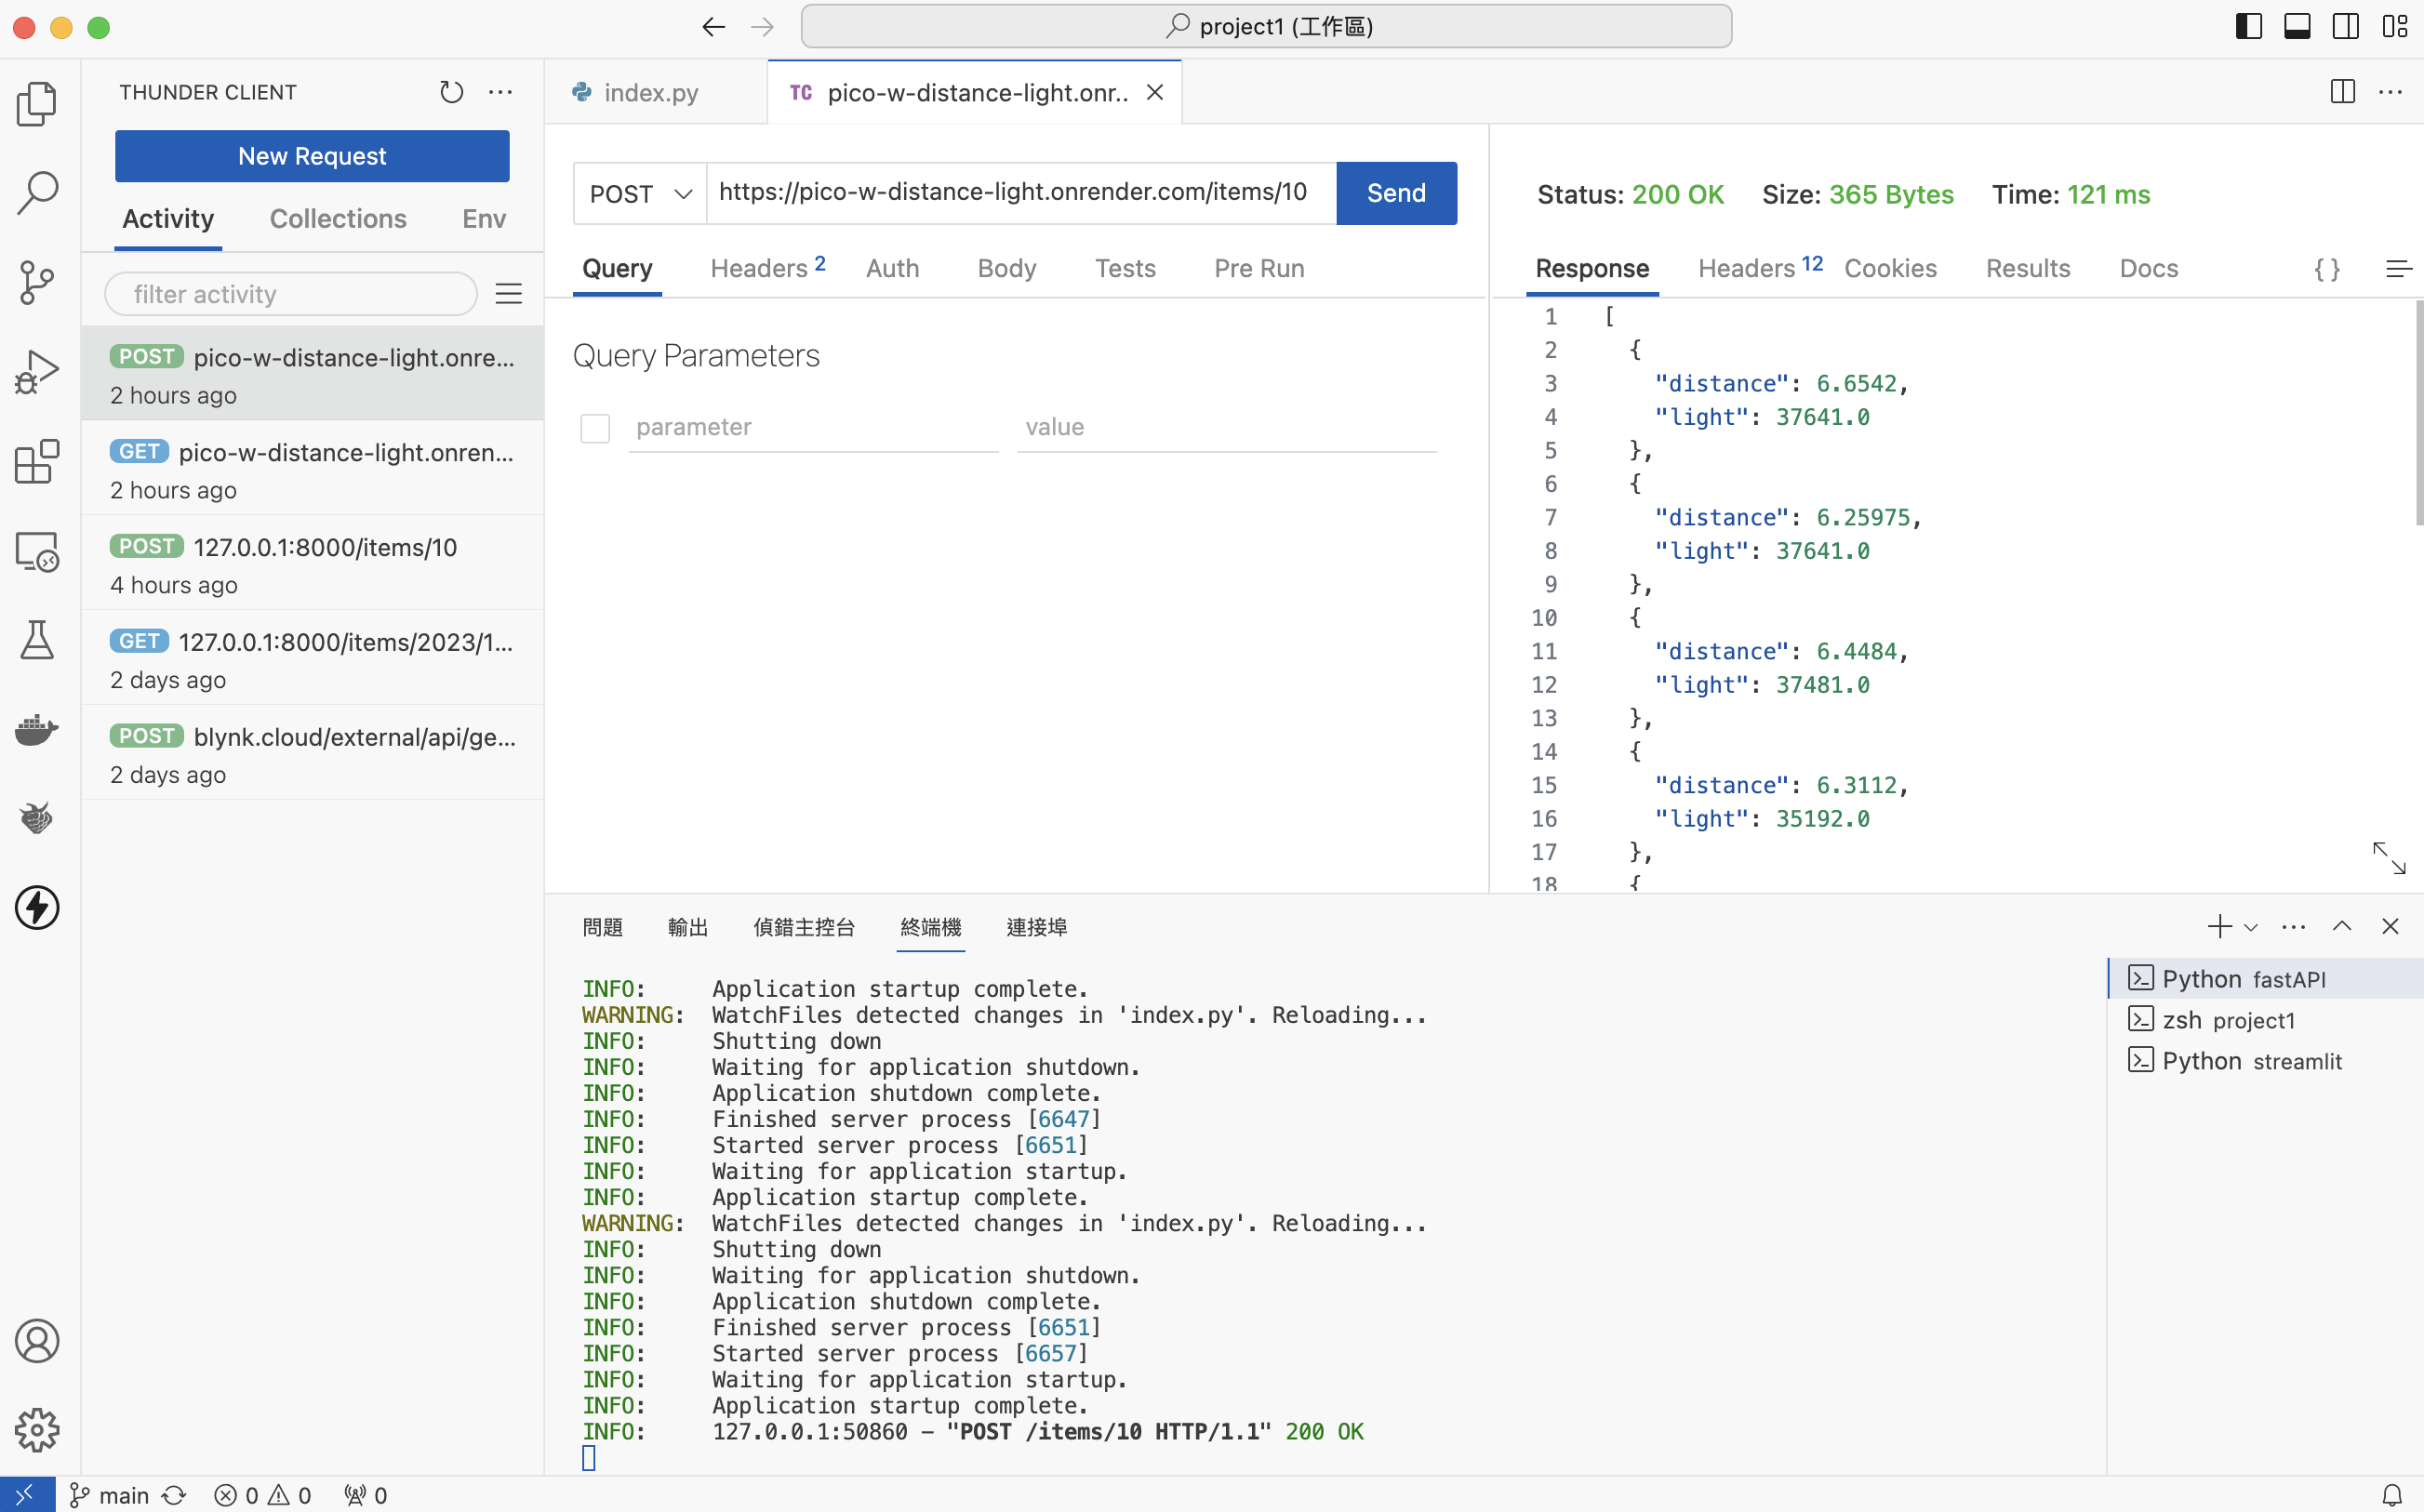 project1 (工作區)
THUNDER CLIENT
New Request
Activity Collections Env
filter activity
POST pico-w-distance-light.onre...
2 hours ago
GET pico-w-distance-light.onren...
2 hours ago
POST 127.0.0.1:8000/items/10
4 hours ago
GET 127.0.0.1:8000/items/2023/1...
2 days ago
POST blynk.cloud/external/api/ge...
2 days ago
index.py
TC pico-w-distance-light.onr..
POST https://pico-w-distance-light.onrender.com/items/10 Send
Query Headers 2 Auth Body Tests Pre Run
Query Parameters
parameter value
Status: 200 OK Size: 365 Bytes Time: 121 ms
Response Headers 12 Cookies Results Docs { }
1 [
2 {
3 "distance": 6.6542,
4 "light": 37641.0
5 },
6 {
7 "distance": 6.25975,
8 "light": 37641.0
9 },
10 {
11 "distance": 6.4484,
12 "light": 37481.0
13 },
14 {
15 "distance": 6.3112,
16 "light": 35192.0
17 },
18 {
問題 輸出 偵錯主控台 終端機 連接埠
INFO: Application startup complete.
WARNING: WatchFiles detected changes in 'index.py'. Reloading...
INFO: Shutting down
INFO: Waiting for application shutdown.
INFO: Application shutdown complete.
INFO: Finished server process [6647]
INFO: Started server process [6651]
INFO: Waiting for application startup.
INFO: Application startup complete.
WARNING: WatchFiles detected changes in 'index.py'. Reloading...
INFO: Shutting down
INFO: Waiting for application shutdown.
INFO: Application shutdown complete.
INFO: Finished server process [6651]
INFO: Started server process [6657]
INFO: Waiting for application startup.
INFO: Application startup complete.
INFO: 127.0.0.1:50860 - "POST /items/10 HTTP/1.1" 200 OK
Python fastAPI
zsh project1
Python streamlit
main 0 0 0